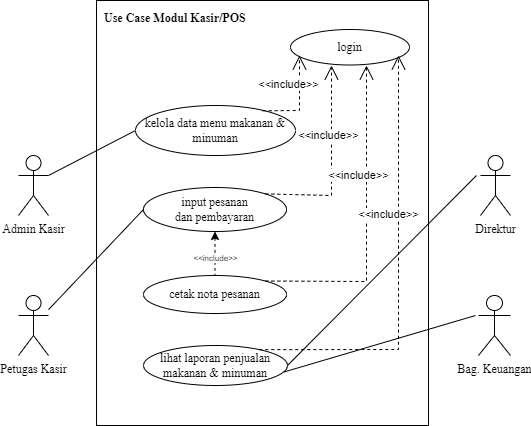 Use Case Modul Kasir/POS
login
<<include>>
kelola data menu makanan &
minuman
<<include>>
Admin Kasir
<<include>>
input pesanan
dan pembayaran
<<include>>
Direktur
<<include>>
cetak nota pesanan
Petugas Kasir
lihat laporan penjualan
makanan & minuman
Bag. Keuangan